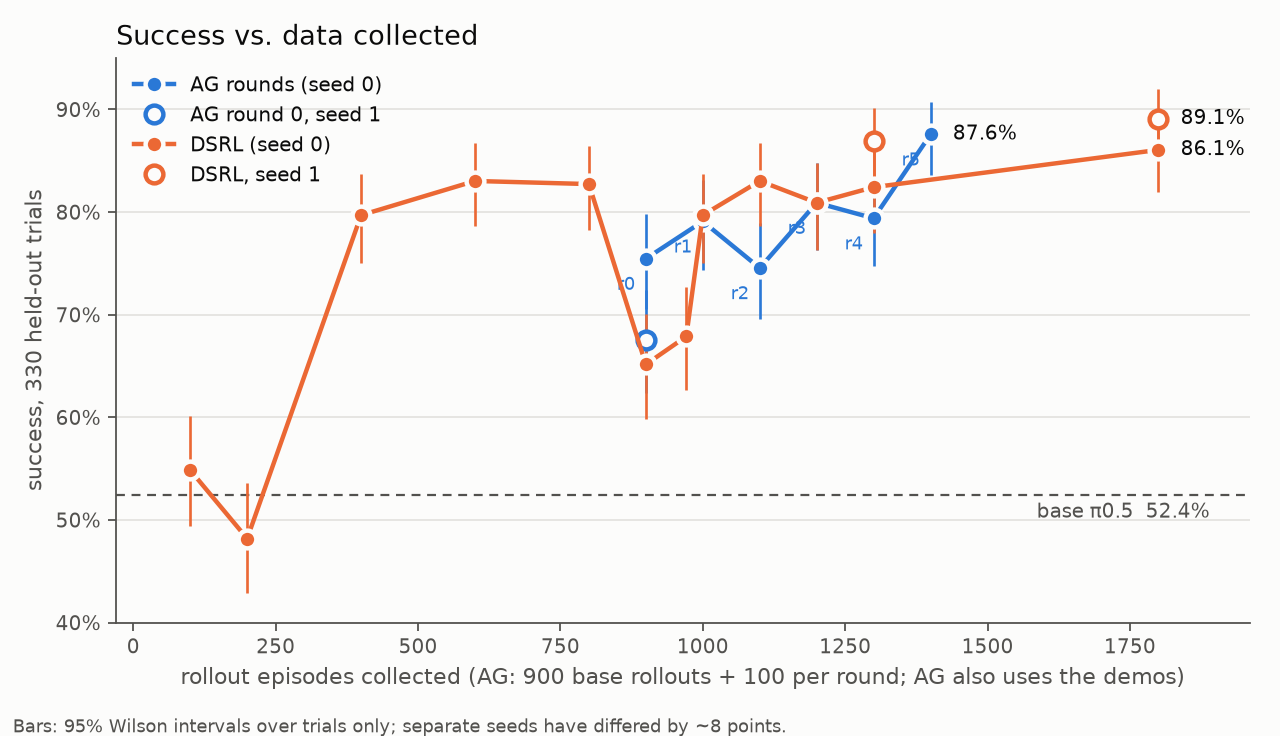 Success vs. data collected
AG rounds (seed 0)
AG round 0, seed 1
DSRL (seed 0)
DSRL, seed 1
success, 330 held-out trials
90%
80%
70%
60%
50%
40%
r0
r1
r2
r3
r4
r5
87.6%
89.1%
86.1%
base π0.5  52.4%
0
250
500
750
1000
1250
1500
1750
rollout episodes collected (AG: 900 base rollouts + 100 per round; AG also uses the demos)
Bars: 95% Wilson intervals over trials only; separate seeds have differed by ~8 points.